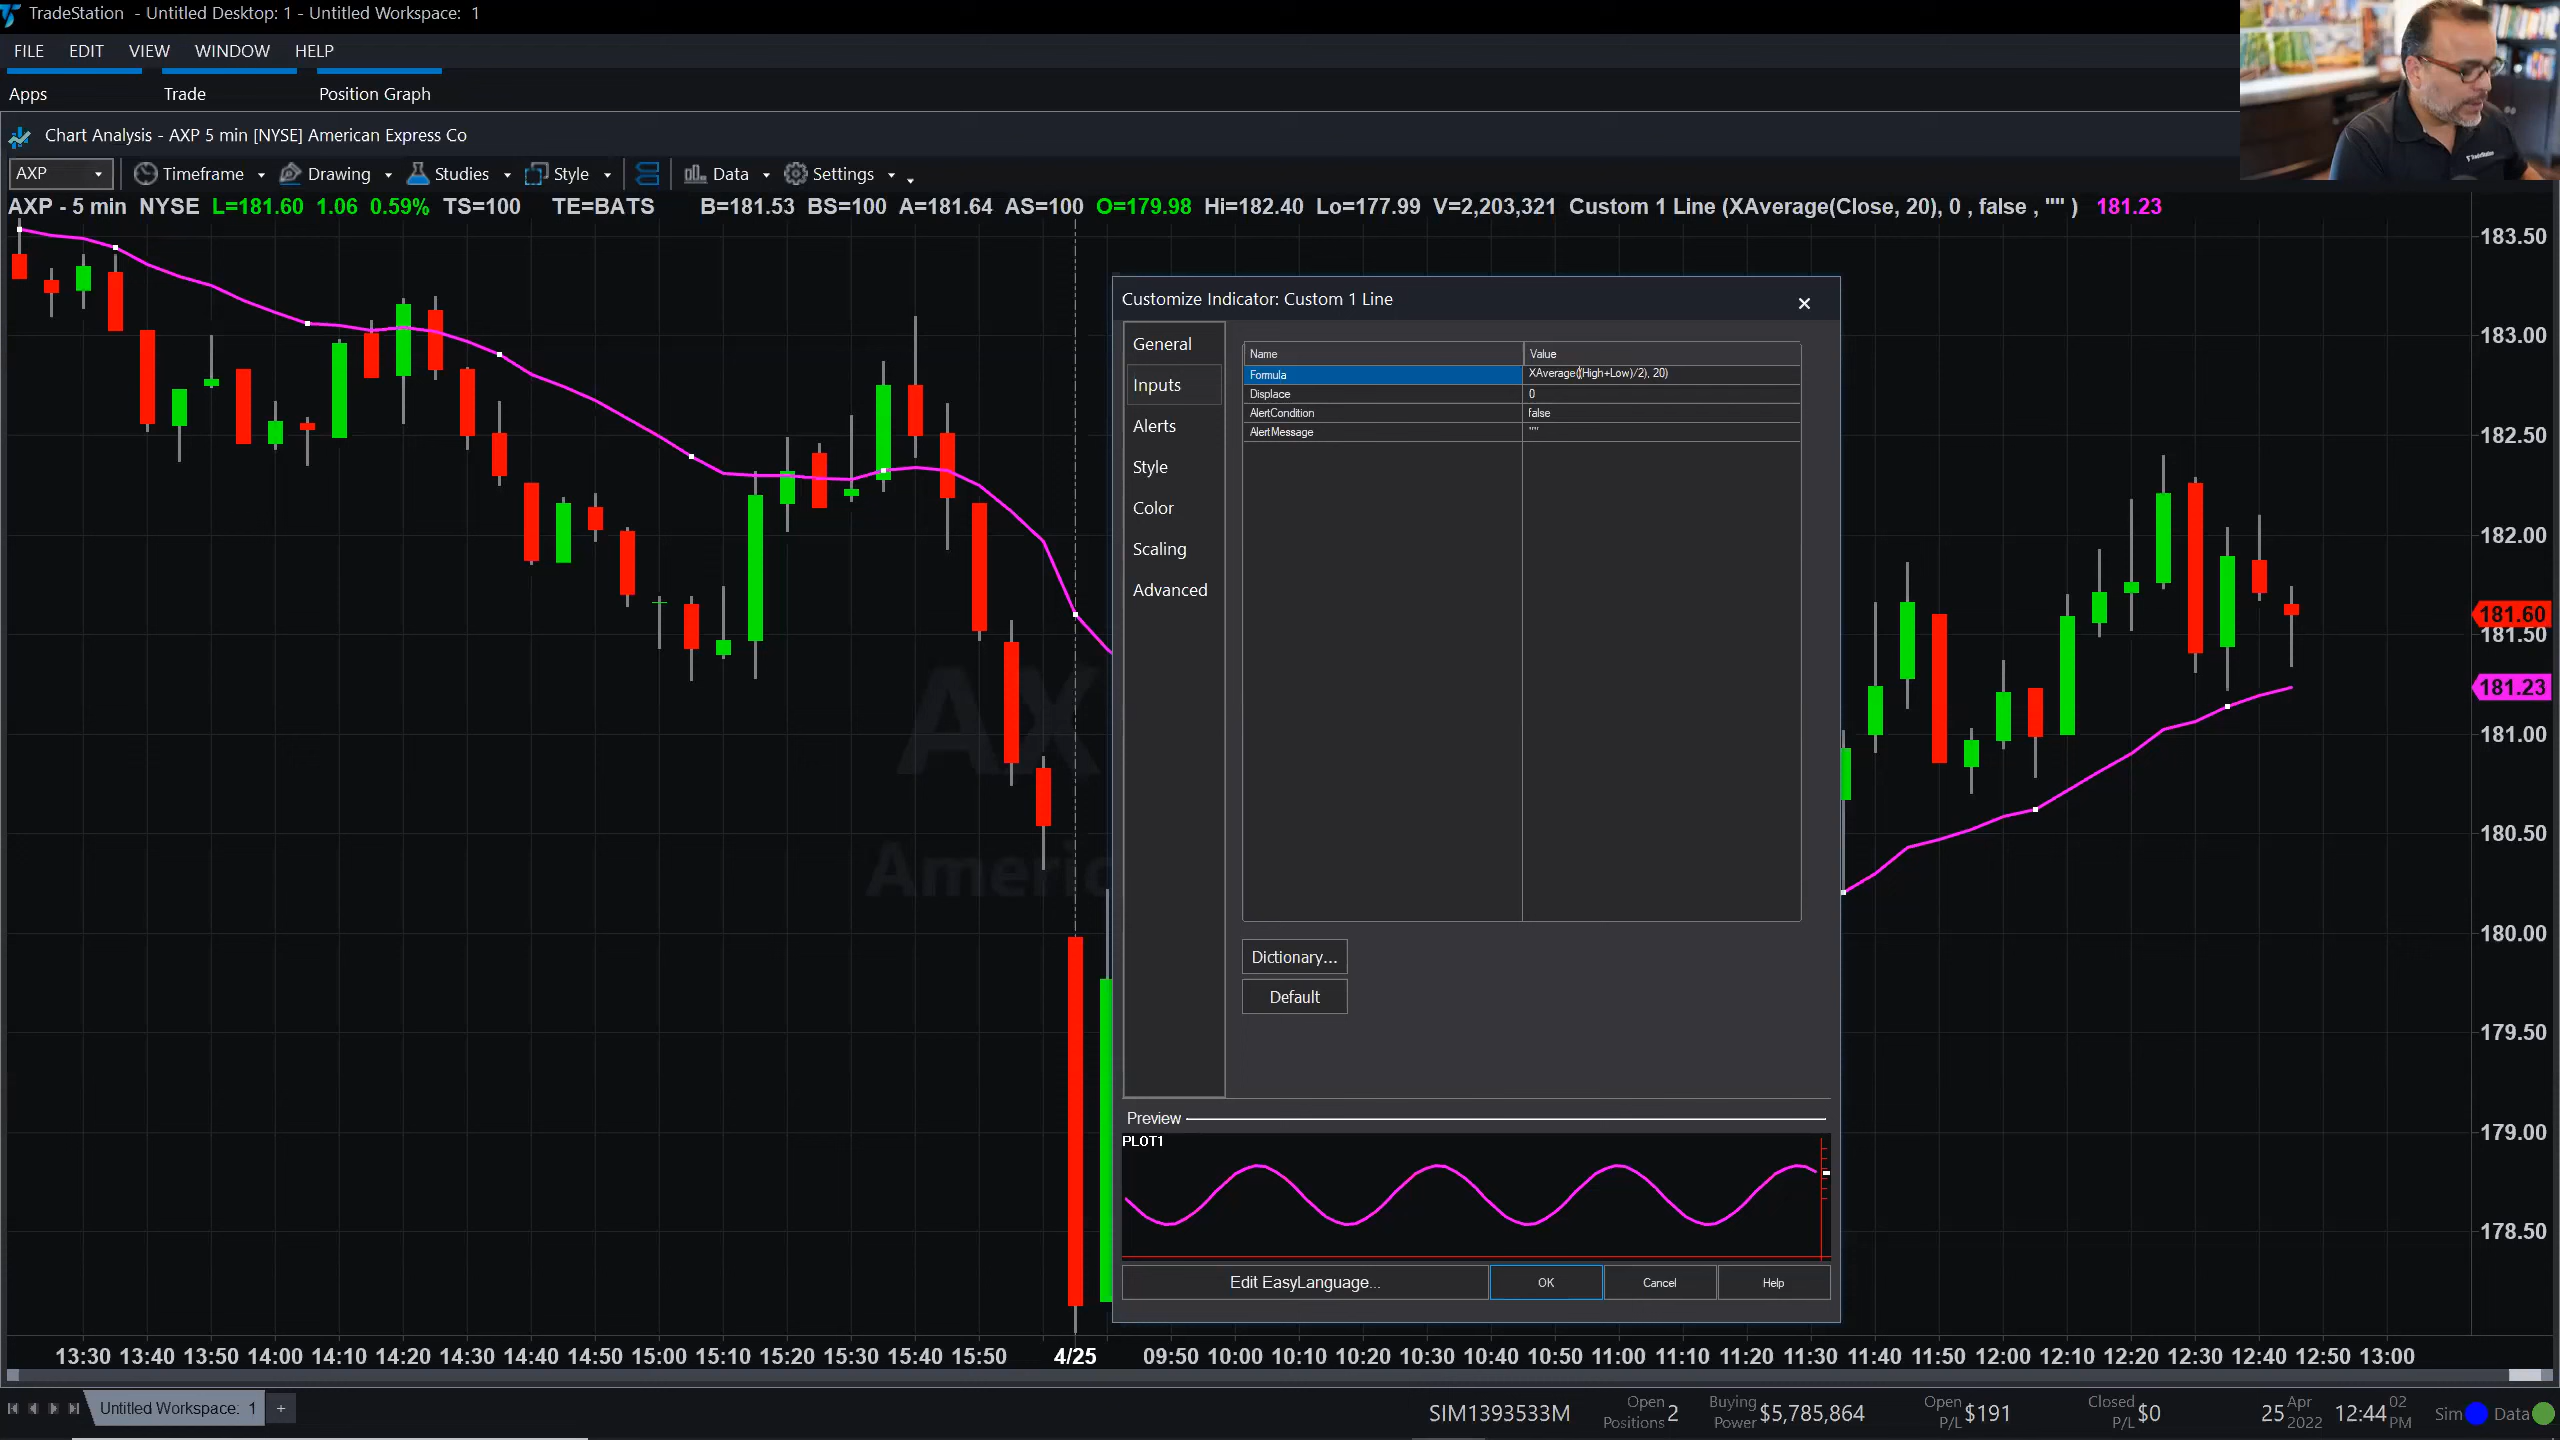 TradeStation - Untitled Desktop: 1 - Untitled Workspace: 1
FILE EDIT VIEW WINDOW HELP
Apps Trade Position Graph
Chart Analysis - AXP 5 min [NYSE] American Express Co
AXP Timeframe Drawing Studies Style Data Settings
AXP - 5 min NYSE L=181.60 1.06 0.59% TS=100 TE=BATS B=181.53 BS=100 A=181.64 AS=100 O=179.98 Hi=182.40 Lo=177.99 V=2,203,321 Custom 1 Line (XAverage(Close, 20), 0 , false , "" ) 181.23
183.50
183.00
182.50
182.00
181.60
181.50
181.23
181.00
180.50
180.00
179.50
179.00
178.50
AX
Americ
Customize Indicator: Custom 1 Line
General
Inputs
Alerts
Style
Color
Scaling
Advanced
Name Value
Formula XAverage((High+Low)/2), 20)
Displace 0
AlertCondition false
AlertMessage ""
Dictionary...
Default
Preview
PLOT1
Edit EasyLanguage... OK Cancel Help
13:30 13:40 13:50 14:00 14:10 14:20 14:30 14:40 14:50 15:00 15:10 15:20 15:30 15:40 15:50 4/25 09:50 10:00 10:10 10:20 10:30 10:40 10:50 11:00 11:10 11:20 11:30 11:40 11:50 12:00 12:10 12:20 12:30 12:40 12:50 13:00
Untitled Workspace: 1 +
SIM1393533M Open Positions 2 Buying Power $5,785,864 Open P/L $191 Closed P/L $0 25 Apr 2022 12:44 02 PM Sim Data
TradeStation